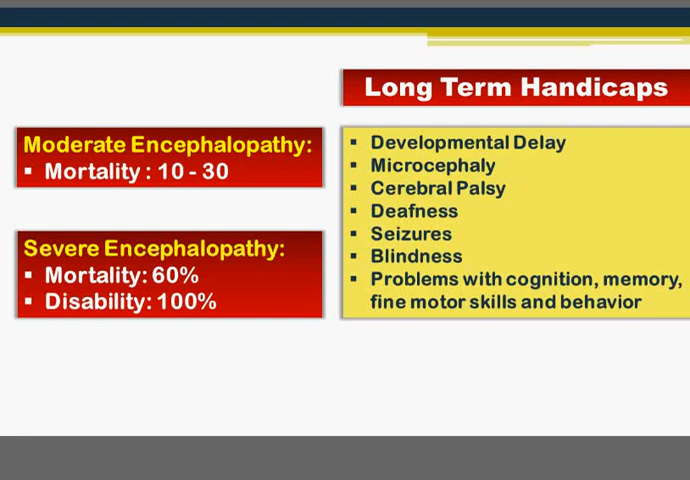 Long Term Handicaps
Moderate Encephalopathy:
▪ Mortality : 10 - 30
Severe Encephalopathy:
▪ Mortality: 60%
▪ Disability: 100%
▪ Developmental Delay
▪ Microcephaly
▪ Cerebral Palsy
▪ Deafness
▪ Seizures
▪ Blindness
▪ Problems with cognition, memory,
fine motor skills and behavior